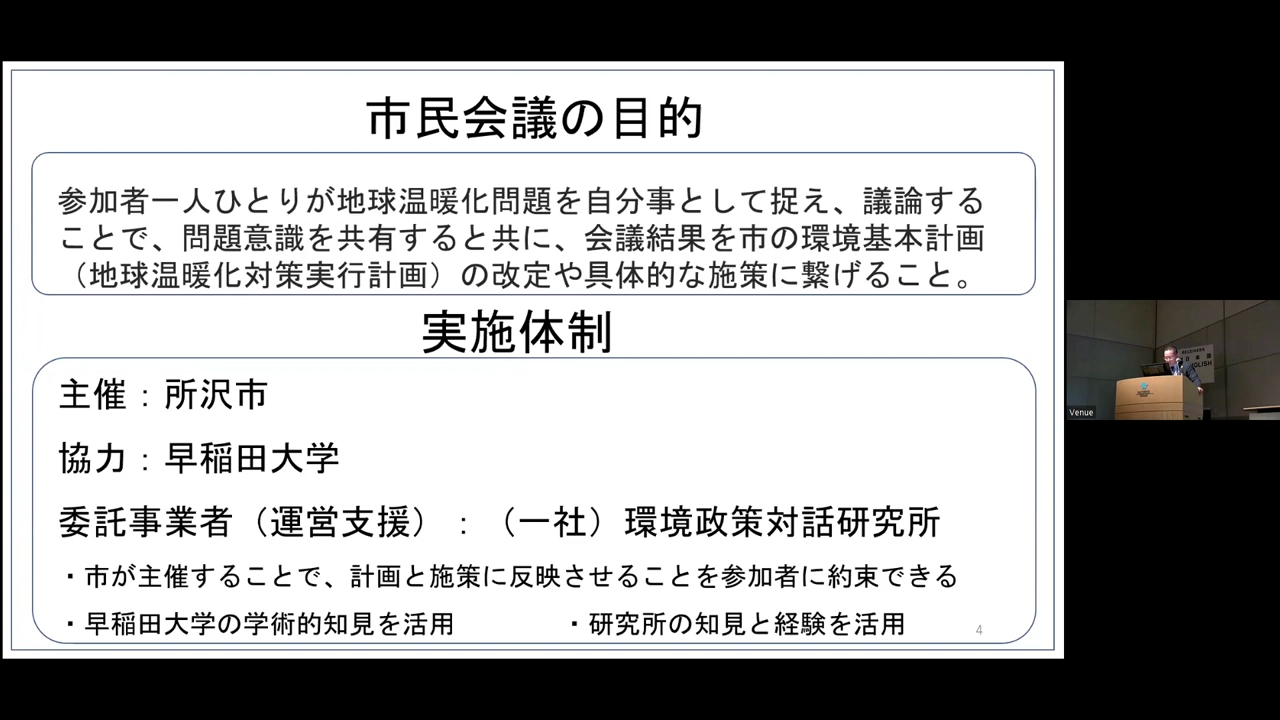 市民会議の目的
参加者一人ひとりが地球温暖化問題を自分事として捉え、議論する
ことで、問題意識を共有すると共に、会議結果を市の環境基本計画
（地球温暖化対策実行計画）の改定や具体的な施策に繋げること。
実施体制
主催：所沢市
協力：早稲田大学
委託事業者（運営支援）：（一社）環境政策対話研究所
・市が主催することで、計画と施策に反映させることを参加者に約束できる
・早稲田大学の学術的知見を活用　・研究所の知見と経験を活用
4
日本語
Venue